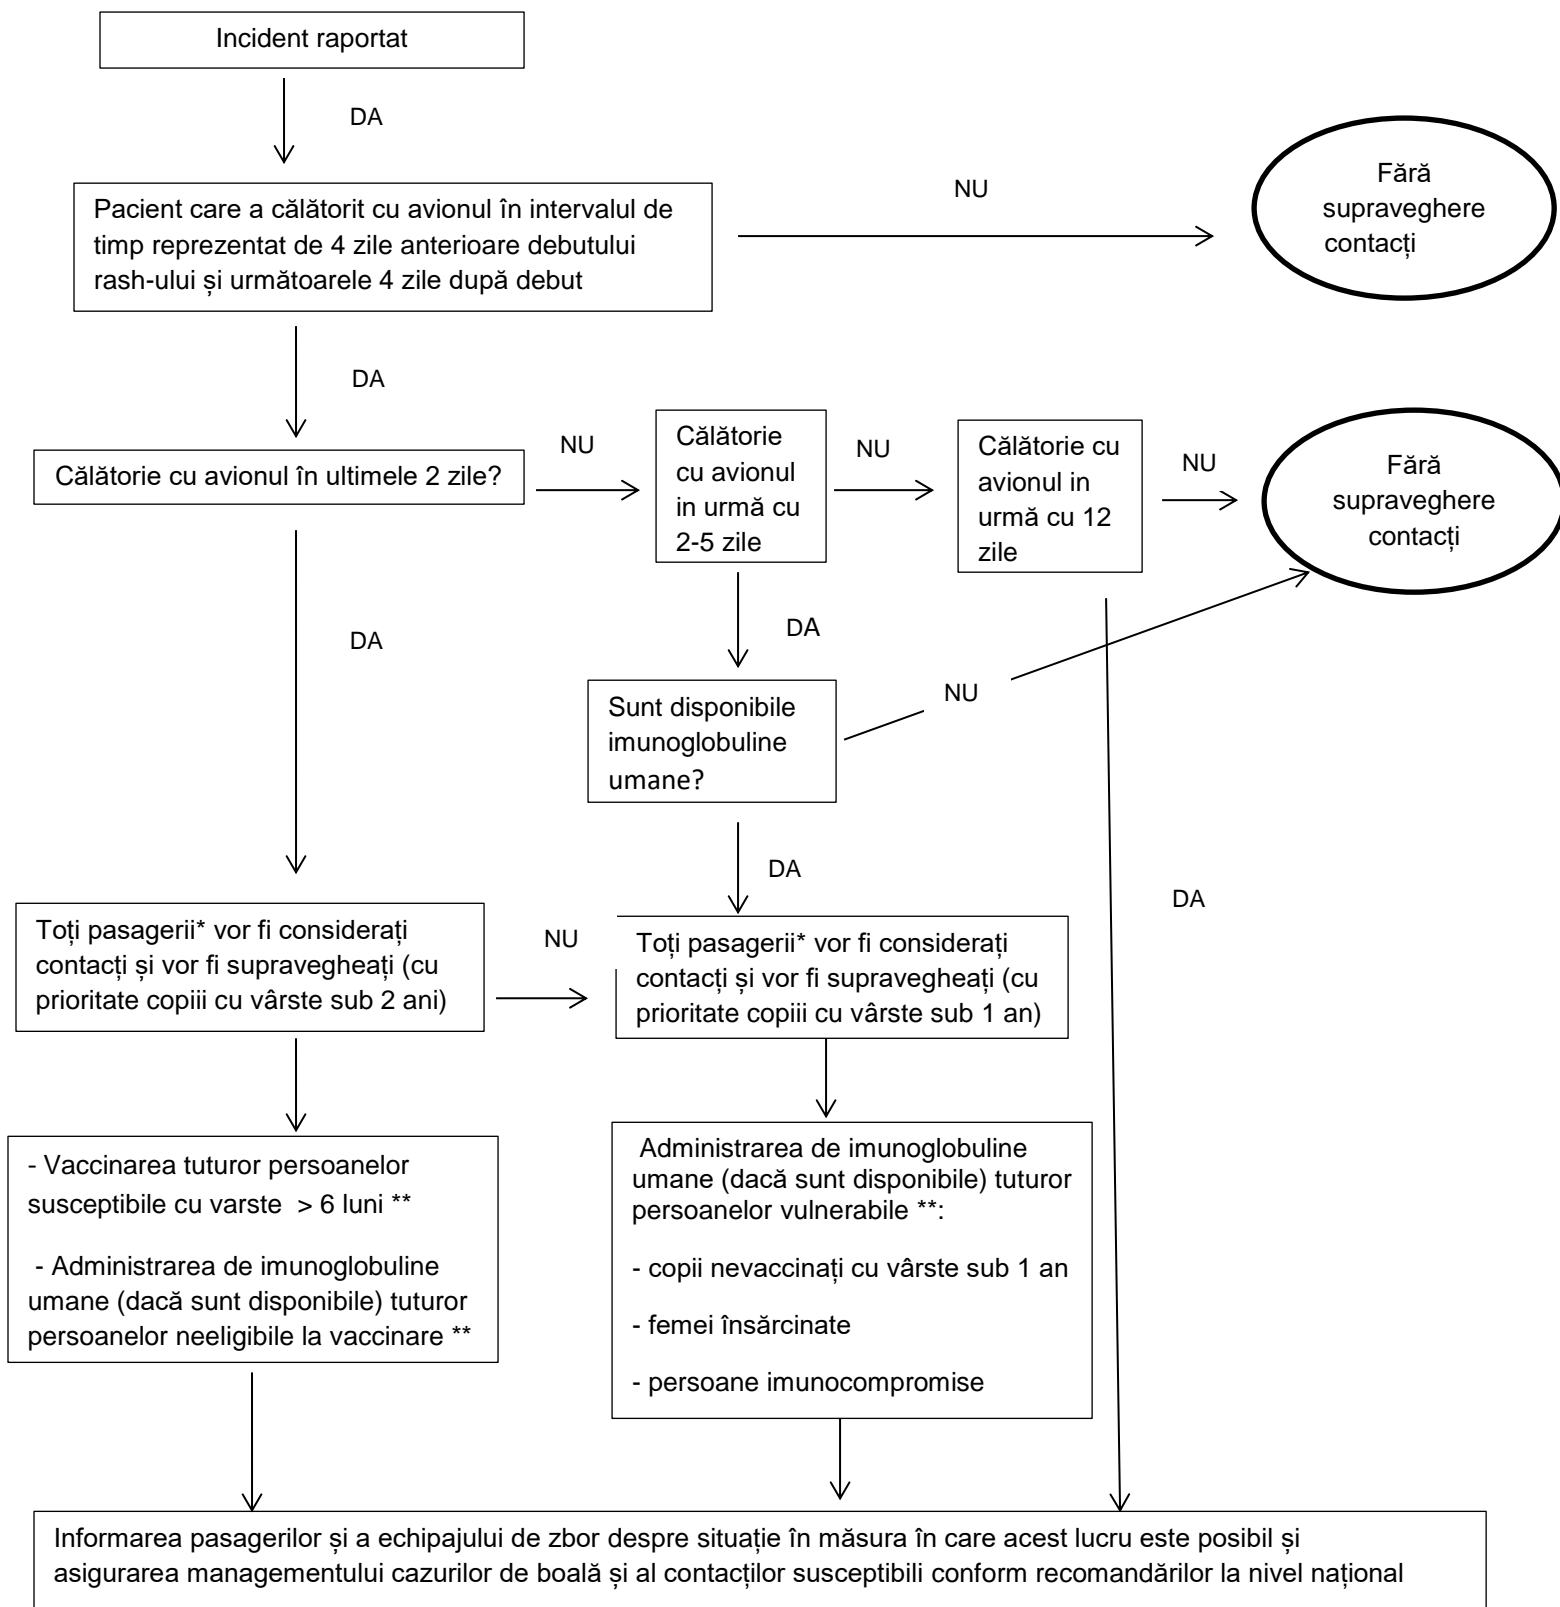 Incident raportat
DA
Pacient care a călătorit cu avionul în intervalul de
timp reprezentat de 4 zile anterioare debutului
rash-ului și următoarele 4 zile după debut
NU
Fără
supraveghere
contacți
DA
Călătorie cu avionul în ultimele 2 zile?
NU
Călătorie
cu avionul
in urmă cu
2-5 zile
NU
Călătorie cu
avionul in
urmă cu 12
zile
NU
Fără
supraveghere
contacți
DA
DA
Sunt disponibile
imunoglobuline
umane?
NU
DA
DA
Toți pasagerii* vor fi considerați
contacți și vor fi supravegheați (cu
prioritate copiii cu vârste sub 2 ani)
NU
Toți pasagerii* vor fi considerați
contacți și vor fi supravegheați (cu
prioritate copiii cu vârste sub 1 an)
- Vaccinarea tuturor persoanelor
susceptibile cu varste > 6 luni **
- Administrarea de imunoglobuline
umane (dacă sunt disponibile) tuturor
persoanelor neeligibile la vaccinare **
Administrarea de imunoglobuline
umane (dacă sunt disponibile) tuturor
persoanelor vulnerabile **:
- copii nevaccinați cu vârste sub 1 an
- femei însărcinate
- persoane imunocompromise
Informarea pasagerilor și a echipajului de zbor despre situație în măsura în care acest lucru este posibil și
asigurarea managementului cazurilor de boală și al contacților susceptibili conform recomandărilor la nivel național